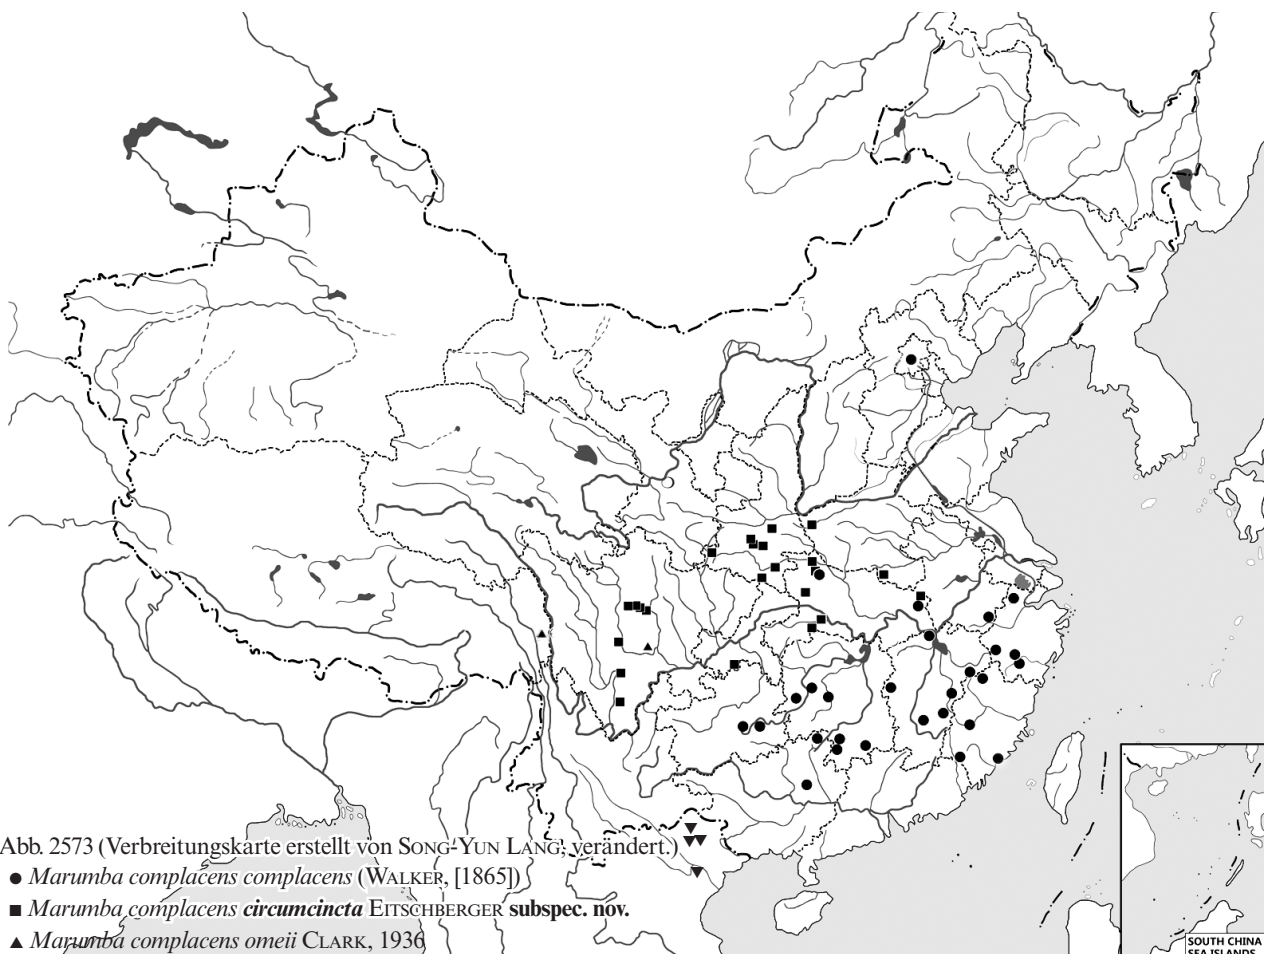 Abb. 2573 (Verbreitungskarte erstellt von SONG-YUN LANG, verändert.)
● Marumba complacens complacens (WALKER, [1865])
■ Marumba complacens circumcincta EITSCHBERGER subspec. nov.
▲ Marumba complacens omeii CLARK, 1936
SOUTH CHINA
SEA ISLANDS